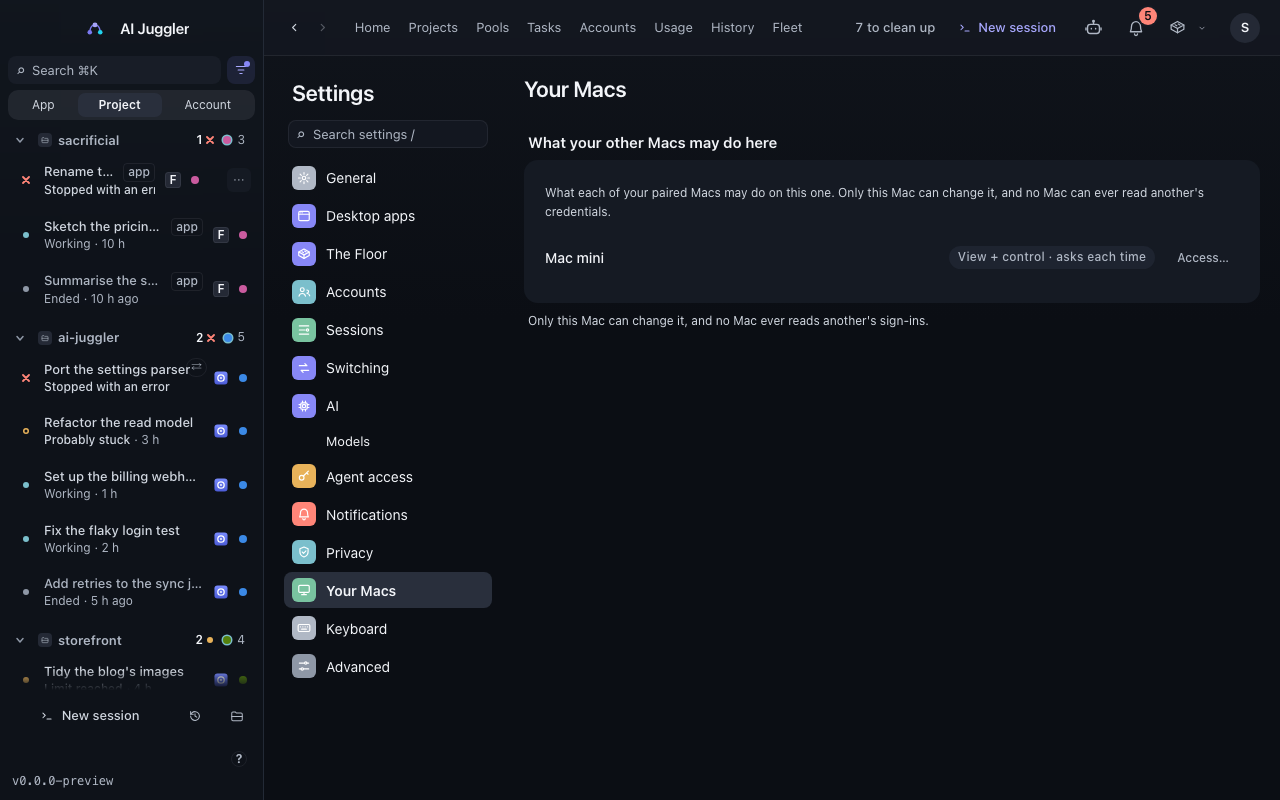 AI Juggler
Search ⌘K
App Project Account
sacrificial 1 3
Rename t... app F
Stopped with an err
Sketch the pricin... app F
Working · 10 h
Summarise the s... app F
Ended · 10 h ago
ai-juggler 2 5
Port the settings parser
Stopped with an error
Refactor the read model
Probably stuck · 3 h
Set up the billing webh...
Working · 1 h
Fix the flaky login test
Working · 2 h
Add retries to the sync j...
Ended · 5 h ago
storefront 2 4
Tidy the blog's images
Limit reached · 4 h
New session
?
v0.0.0-preview
Home Projects Pools Tasks Accounts Usage History Fleet 7 to clean up New session 5 S
Settings
Search settings /
General
Desktop apps
The Floor
Accounts
Sessions
Switching
AI
Models
Agent access
Notifications
Privacy
Your Macs
Keyboard
Advanced
Your Macs
What your other Macs may do here
What each of your paired Macs may do on this one. Only this Mac can change it, and no Mac can ever read another's
credentials.
Mac mini View + control · asks each time Access...
Only this Mac can change it, and no Mac ever reads another's sign-ins.